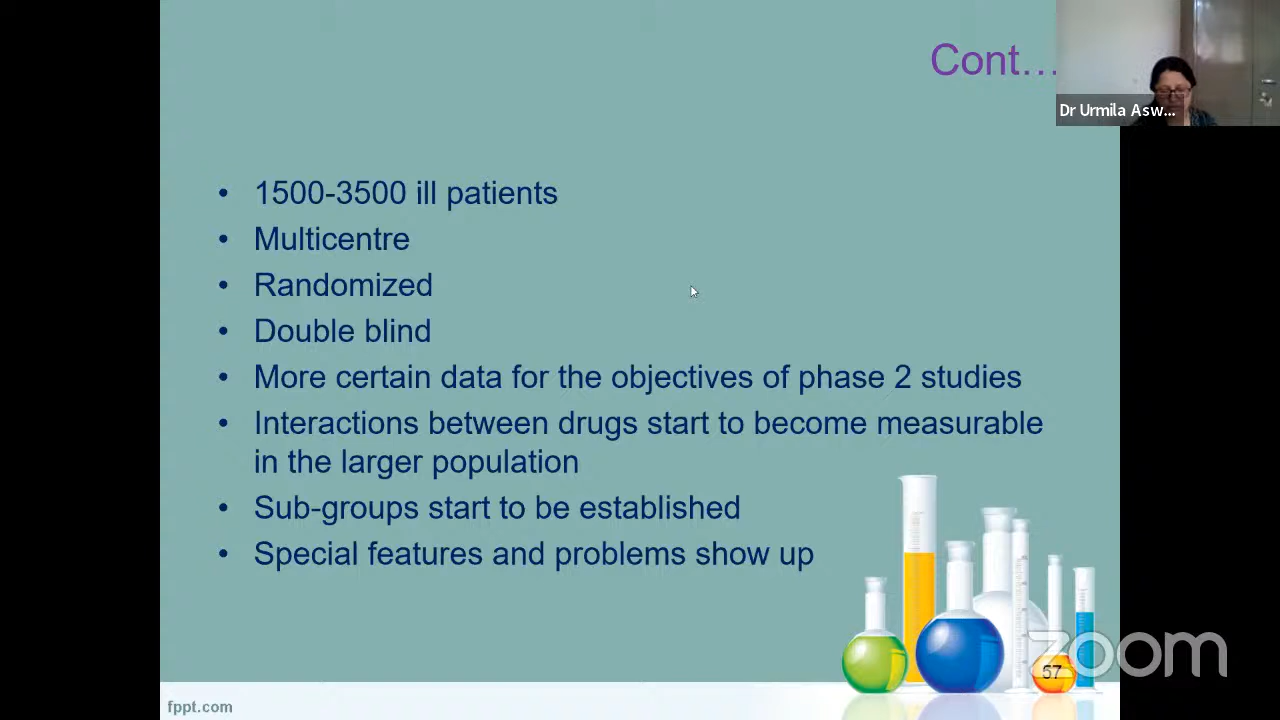 Cont...
Dr Urmila Asw...
• 1500-3500 ill patients
• Multicentre
• Randomized
• Double blind
• More certain data for the objectives of phase 2 studies
• Interactions between drugs start to become measurable
in the larger population
• Sub-groups start to be established
• Special features and problems show up
zoom
57
fppt.com